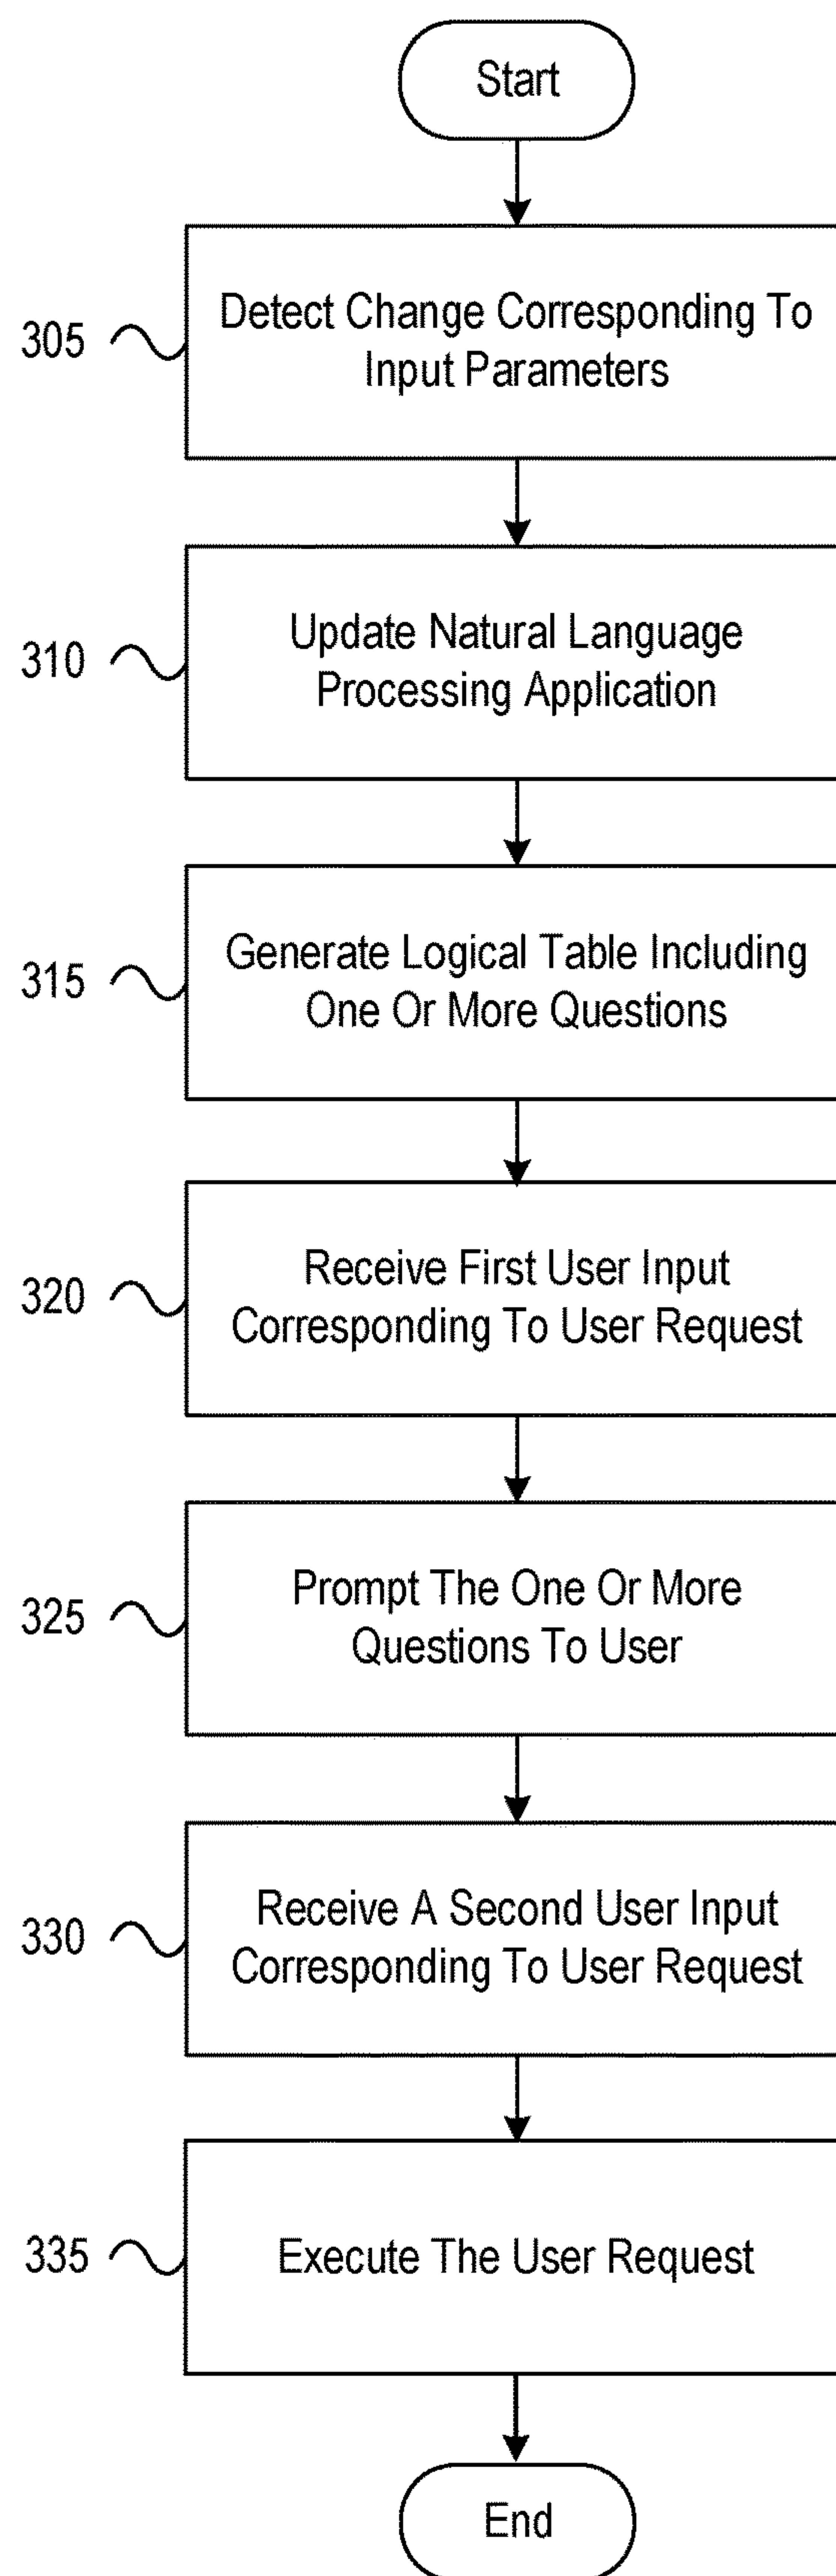 Start
305
Detect Change Corresponding To
Input Parameters
310
Update Natural Language
Processing Application
315
Generate Logical Table Including
One Or More Questions
320
Receive First User Input
Corresponding To User Request
325
Prompt The One Or More
Questions To User
330
Receive A Second User Input
Corresponding To User Request
335
Execute The User Request
End